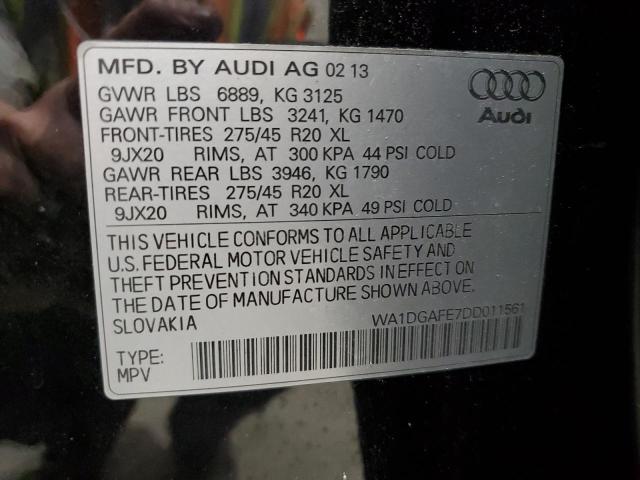 MFD. BY AUDI AG 02 13
GVWR LBS 6889, KG 3125
GAWR FRONT LBS 3241, KG 1470
FRONT-TIRES 275/45 R20 XL
9JX20 RIMS, AT 300 KPA 44 PSI COLD
GAWR REAR LBS 3946, KG 1790
REAR-TIRES 275/45 R20 XL
9JX20 RIMS, AT 340 KPA 49 PSI COLD
Audi
THIS VEHICLE CONFORMS TO ALL APPLICABLE
U.S. FEDERAL MOTOR VEHICLE SAFETY AND
THEFT PREVENTION STANDARDS IN EFFECT ON
THE DATE OF MANUFACTURE SHOWN ABOVE.
SLOVAKIA WA1DGAFE7DD011561
TYPE:
MPV